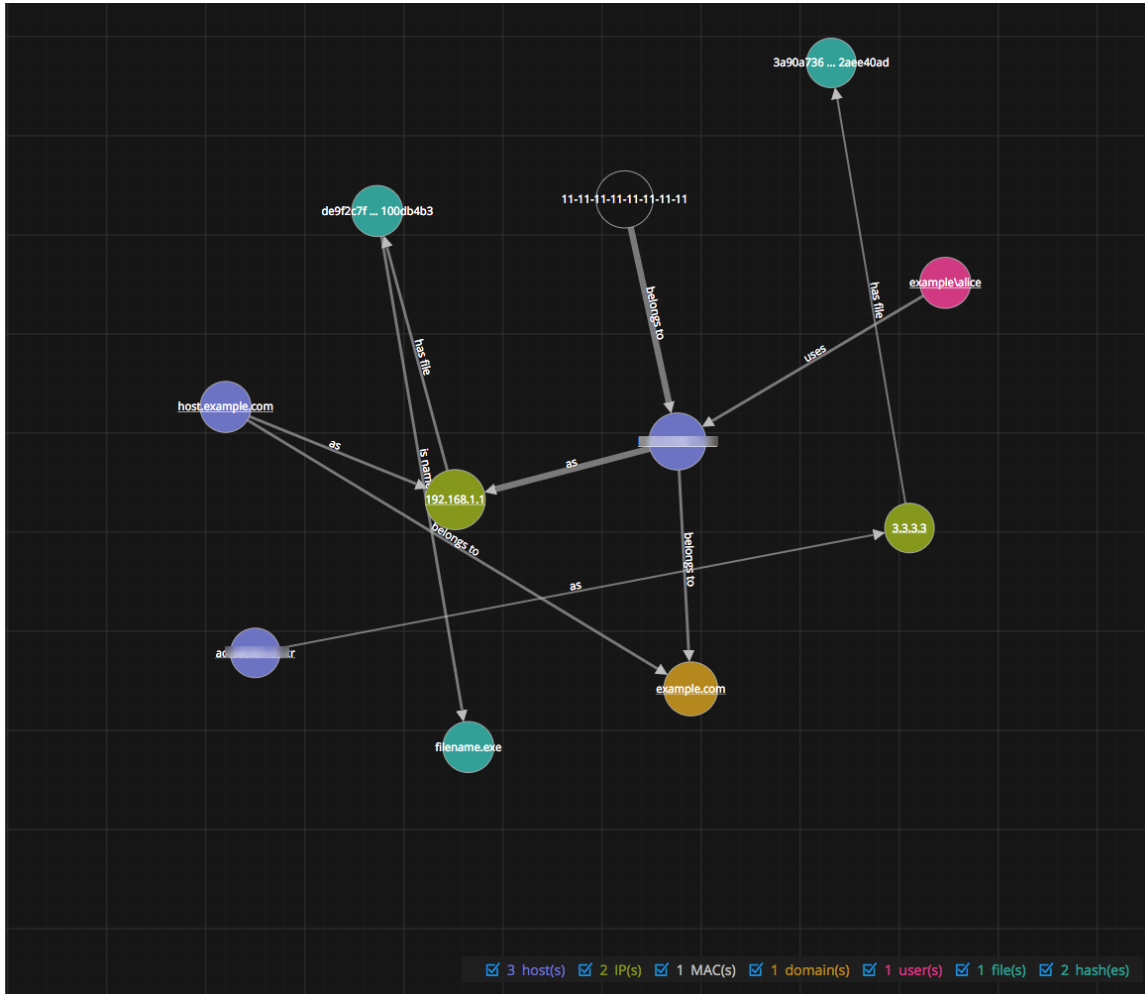 3a90a736 ... 2aee40ad
11-11-11-11-11-11-11-11
de9f2c7f ... 100db4b3
example\alice
has file
belongs to
has file
uses
host.example.com
as
is name
as
192.168.1.1
3.3.3.3
belongs to
belongs to
as
example.com
filename.exe
3 host(s) 2 IP(s) 1 MAC(s) 1 domain(s) 1 user(s) 1 file(s) 2 hash(es)